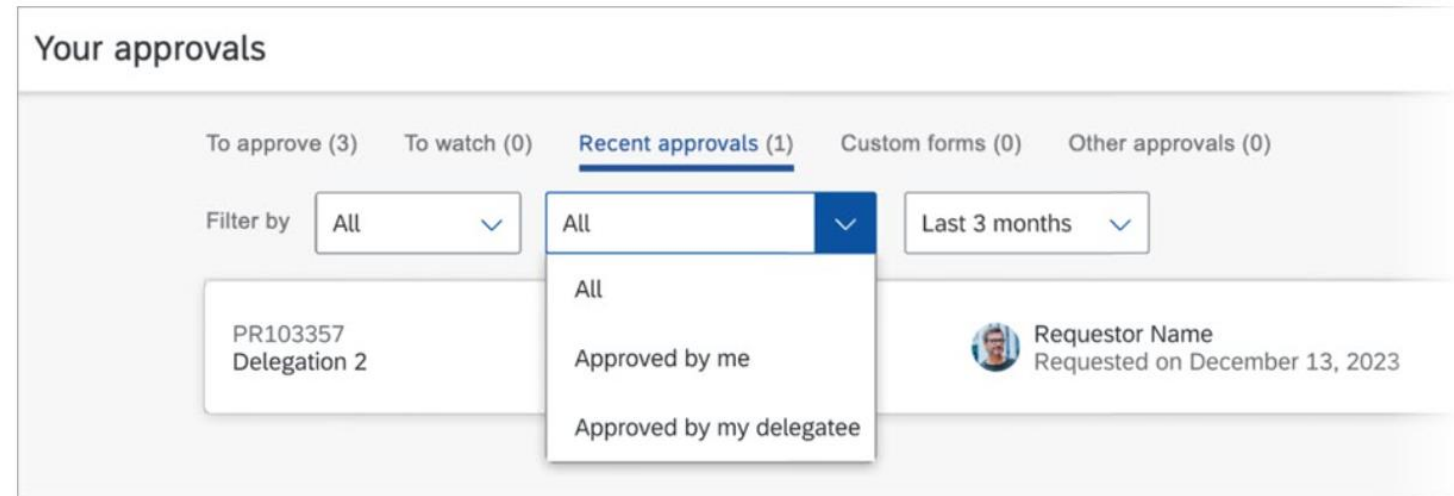 Your approvals
To approve (3) To watch (0) Recent approvals (1) Custom forms (0) Other approvals (0)
Filter by All All Last 3 months
All
PR103357 Requestor Name
Delegation 2 Approved by me Requested on December 13, 2023
Approved by my delegatee